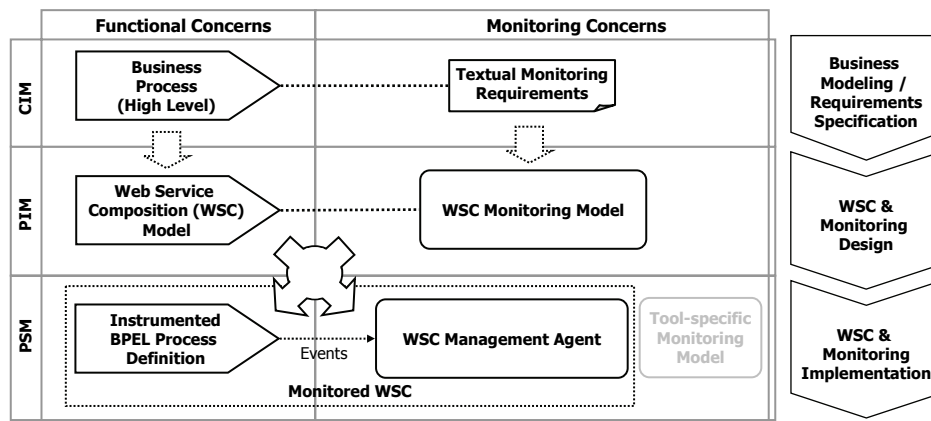 Functional Concerns
Monitoring Concerns
CIM
Business
Process
(High Level)
Textual Monitoring
Requirements
Business
Modeling /
Requirements
Specification
PIM
Web Service
Composition (WSC)
Model
WSC Monitoring Model
WSC &
Monitoring
Design
PSM
Instrumented
BPEL Process
Definition
Events
WSC Management Agent
Tool-specific
Monitoring
Model
Monitored WSC
WSC &
Monitoring
Implementation